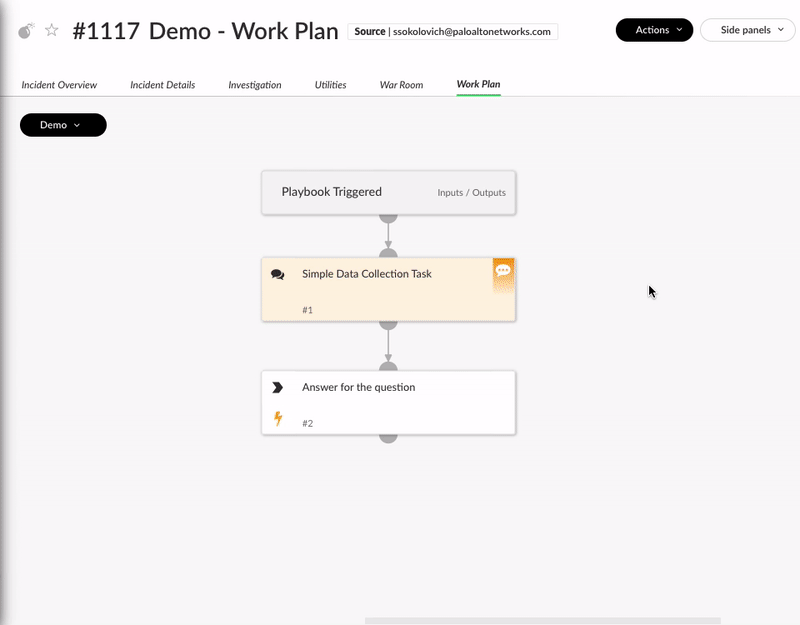 #1117 Demo - Work Plan
Source | ssokolovich@paloaltonetworks.com
Actions
Side panels
Incident Overview
Incident Details
Investigation
Utilities
War Room
Work Plan
Demo
Playbook Triggered
Inputs / Outputs
Simple Data Collection Task
#1
Answer for the question
#2